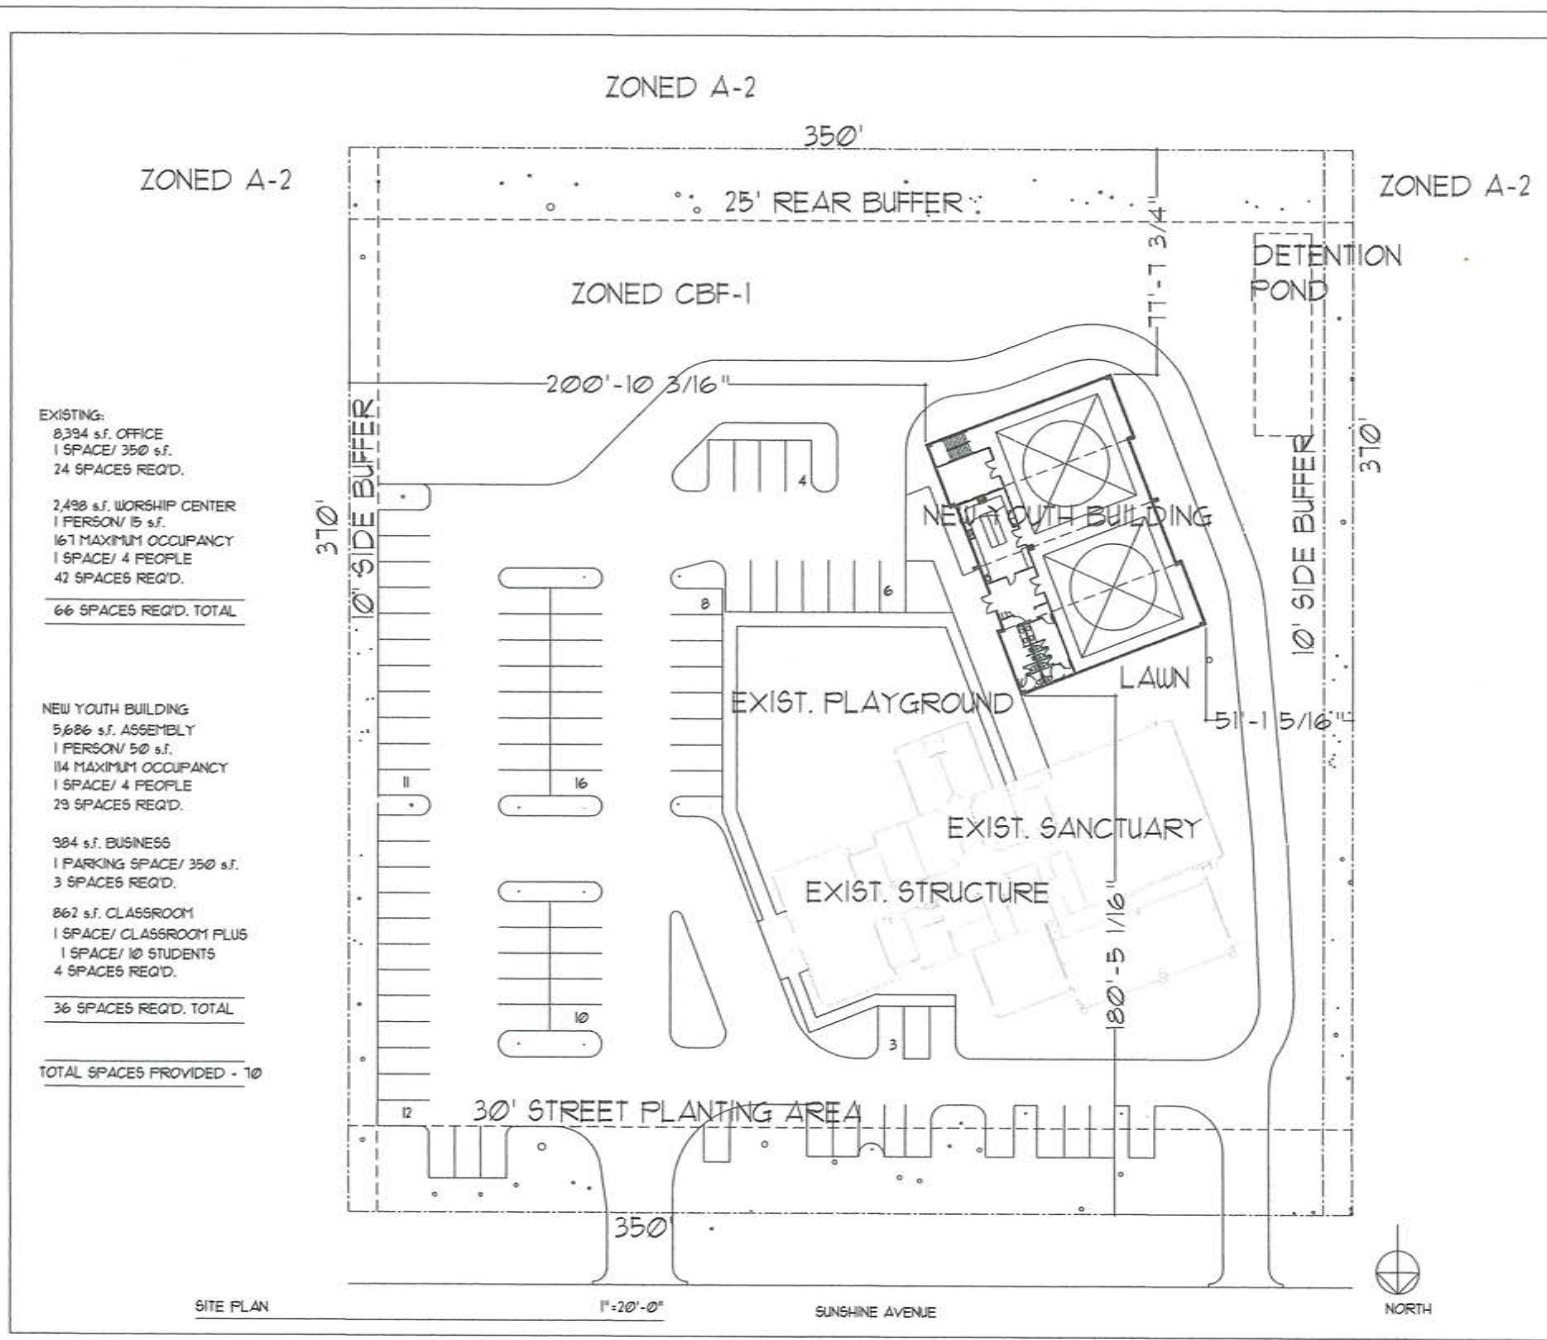 ZONED A-2
350'
ZONED A-2
ZONED A-2
25' REAR BUFFER
77'-7 3/4"
DETENTION
POND
ZONED CBF-1
200'-10 3/16"
EXISTING:
8,394 s.f. OFFICE
1 SPACE/ 350 s.f.
24 SPACES REQ'D.
2,498 s.f. WORSHIP CENTER
1 PERSON/ 15 s.f.
167 MAXIMUM OCCUPANCY
1 SPACE/ 4 PEOPLE
42 SPACES REQ'D.
66 SPACES REQ'D. TOTAL
NEW YOUTH BUILDING
5,686 s.f. ASSEMBLY
1 PERSON/ 50 s.f.
114 MAXIMUM OCCUPANCY
1 SPACE/ 4 PEOPLE
29 SPACES REQ'D.
984 s.f. BUSINESS
1 PARKING SPACE/ 350 s.f.
3 SPACES REQ'D.
862 s.f. CLASSROOM
1 SPACE/ CLASSROOM PLUS
1 SPACE/ 10 STUDENTS
4 SPACES REQ'D.
36 SPACES REQ'D. TOTAL
TOTAL SPACES PROVIDED - 70
370'
10' SIDE BUFFER
4
NEW YOUTH BUILDING
370'
10' SIDE BUFFER
8
6
LAWN
EXIST. PLAYGROUND
51'-1 5/16"
11
16
EXIST. SANCTUARY
EXIST. STRUCTURE
180'-5 1/16"
10
3
12
30' STREET PLANTING AREA
350'
SITE PLAN
1"=20'-0"
SUNSHINE AVENUE
NORTH